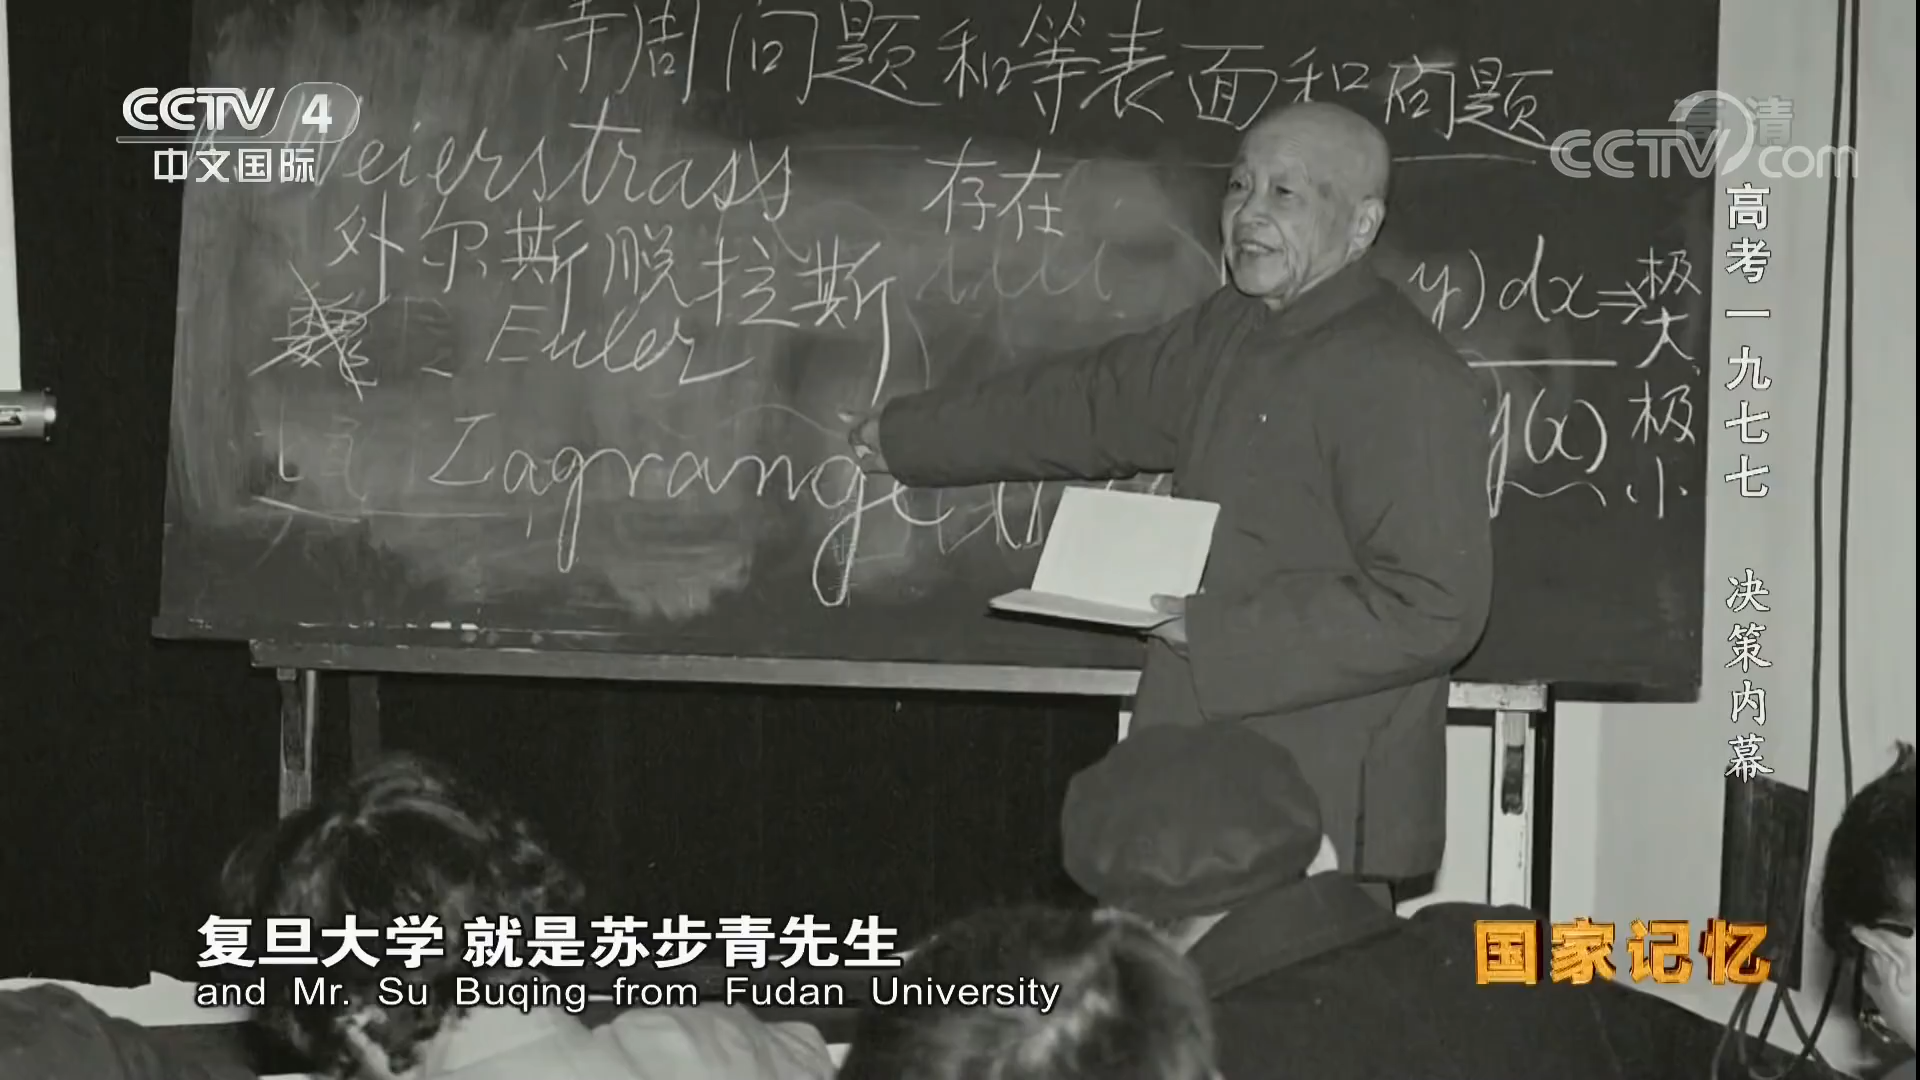 等周问题和等表面和问题
CCTV 4
中文国际
高清
CCTV.com
Weierstrass
存在
外尔斯脱拉斯
y)dx⇒极大
Euler
极小
y(x)
Lagrange
高考一九七七 决策内幕
复旦大学 就是苏步青先生
and Mr. Su Buqing from Fudan University
国家记忆